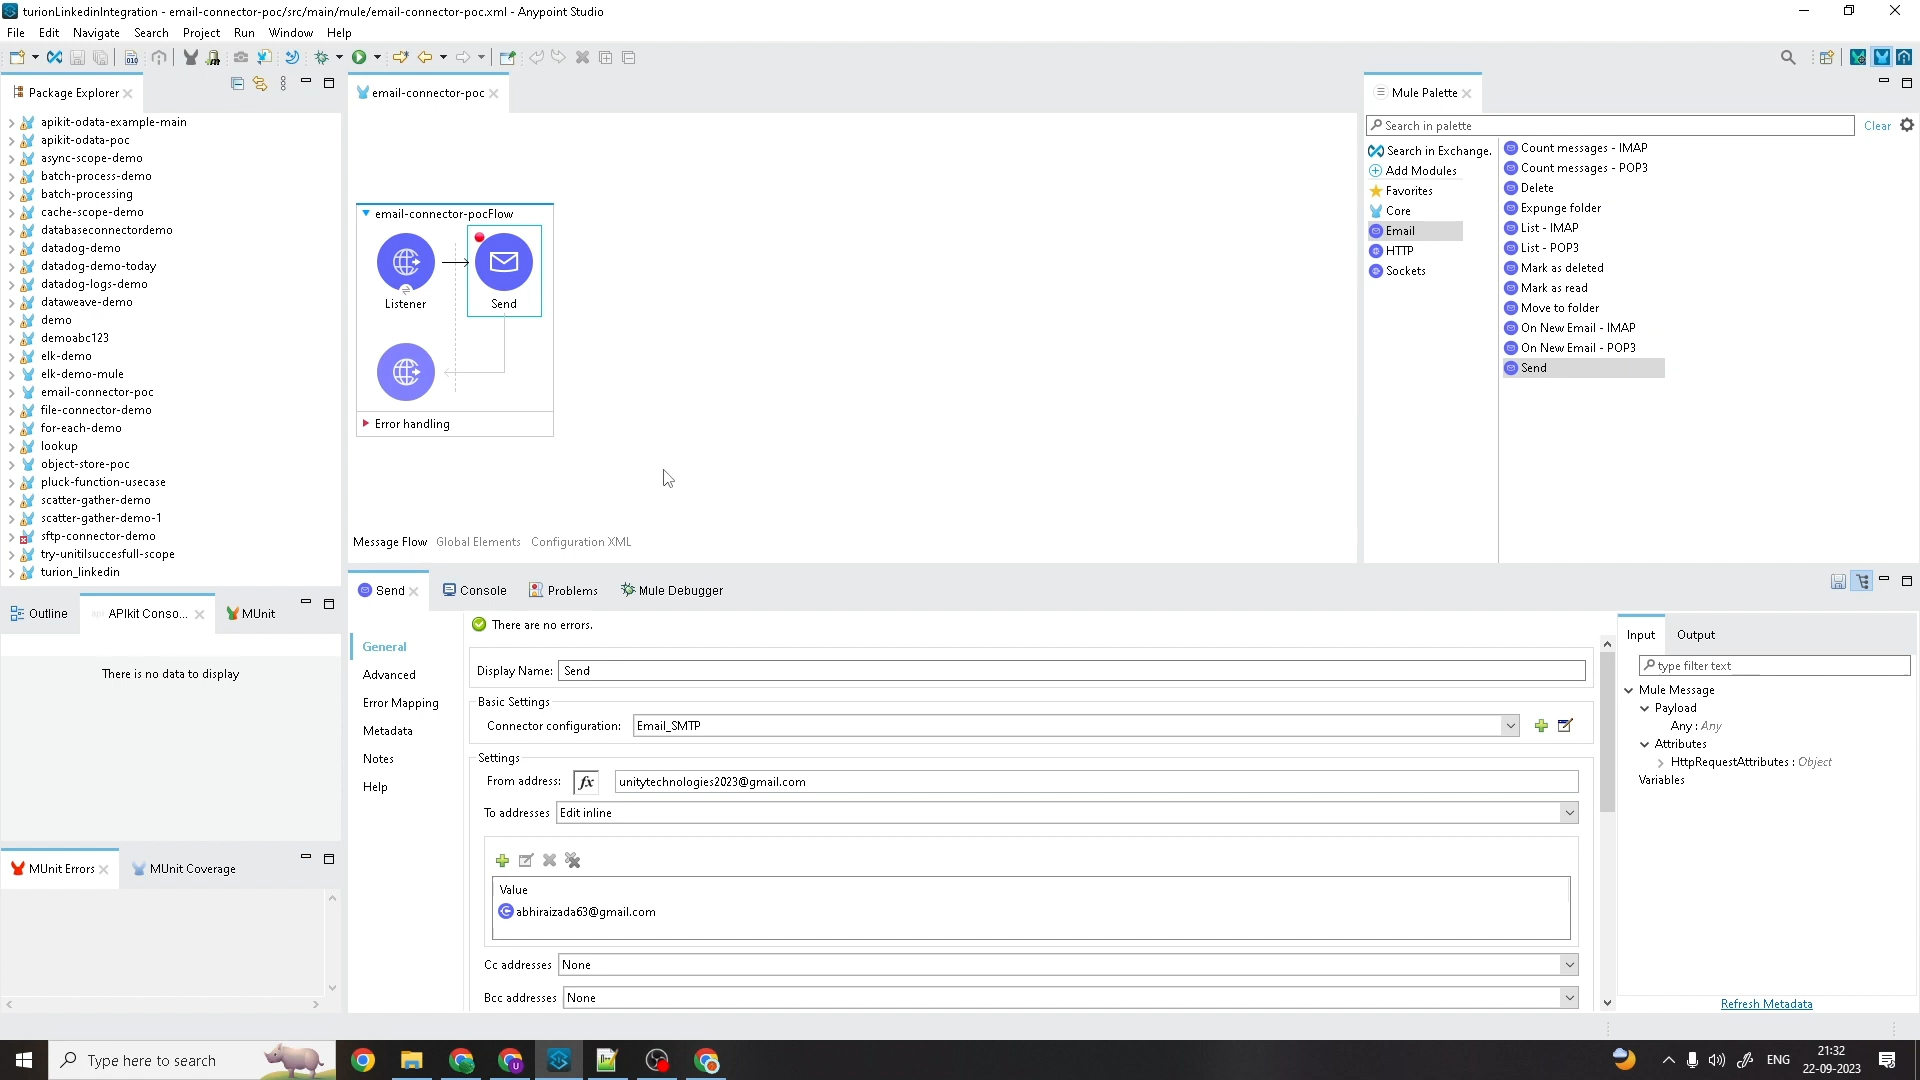 turionLinkedinIntegration - email-connector-poc/src/main/mule/email-connector-poc.xml - Anypoint Studio
File Edit Navigate Search Project Run Window Help
Package Explorer
apikit-odata-example-main
apikit-odata-poc
async-scope-demo
batch-process-demo
batch-processing
cache-scope-demo
databaseconnectordemo
datadog-demo
datadog-demo-today
datadog-logs-demo
dataweave-demo
demo
demoabc123
elk-demo
elk-demo-mule
email-connector-poc
file-connector-demo
for-each-demo
lookup
object-store-poc
pluck-function-usecase
scatter-gather-demo
scatter-gather-demo-1
sftp-connector-demo
try-unitilsuccesfull-scope
turion_linkedin
Outline APIkit Conso... MUnit
There is no data to display
MUnit Errors MUnit Coverage
email-connector-poc
email-connector-pocFlow
Listener Send
Error handling
Message Flow Global Elements Configuration XML
Mule Palette
Search in palette Clear
Search in Exchange.
Add Modules
Favorites
Core
Email
HTTP
Sockets
Count messages - IMAP
Count messages - POP3
Delete
Expunge folder
List - IMAP
List - POP3
Mark as deleted
Mark as read
Move to folder
On New Email - IMAP
On New Email - POP3
Send
Send Console Problems Mule Debugger
There are no errors.
General
Advanced
Error Mapping
Metadata
Notes
Help
Display Name: Send
Basic Settings
Connector configuration: Email_SMTP
Settings
From address: fx unitytechnologies2023@gmail.com
To addresses Edit inline
Value
abhiraizada63@gmail.com
Cc addresses None
Bcc addresses None
Input Output
type filter text
Mule Message
Payload
Any : Any
Attributes
HttpRequestAttributes : Object
Variables
Refresh Metadata
Type here to search
ENG
21:32
22-09-2023